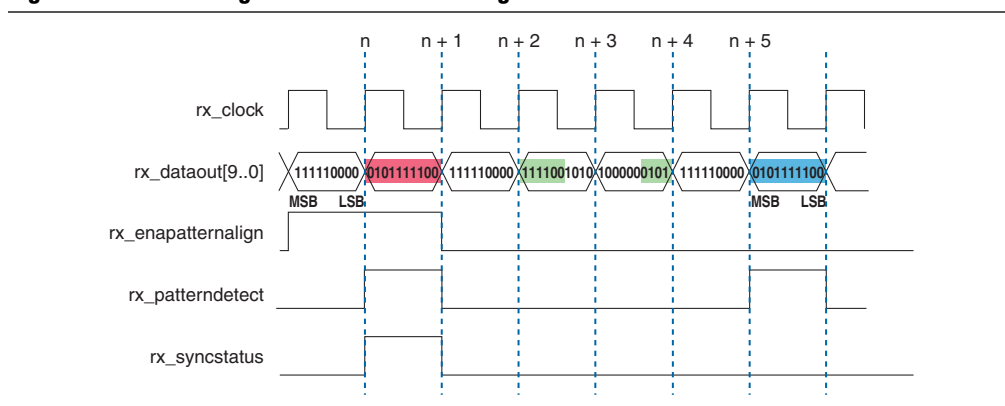 n n + 1 n + 2 n + 3 n + 4 n + 5
rx_clock
rx_dataout[9..0] 111110000 0101111100 111110000 1111001010 1000000101 111110000 0101111100
MSB LSB MSB LSB
rx_enapatternalign
rx_patterndetect
rx_syncstatus